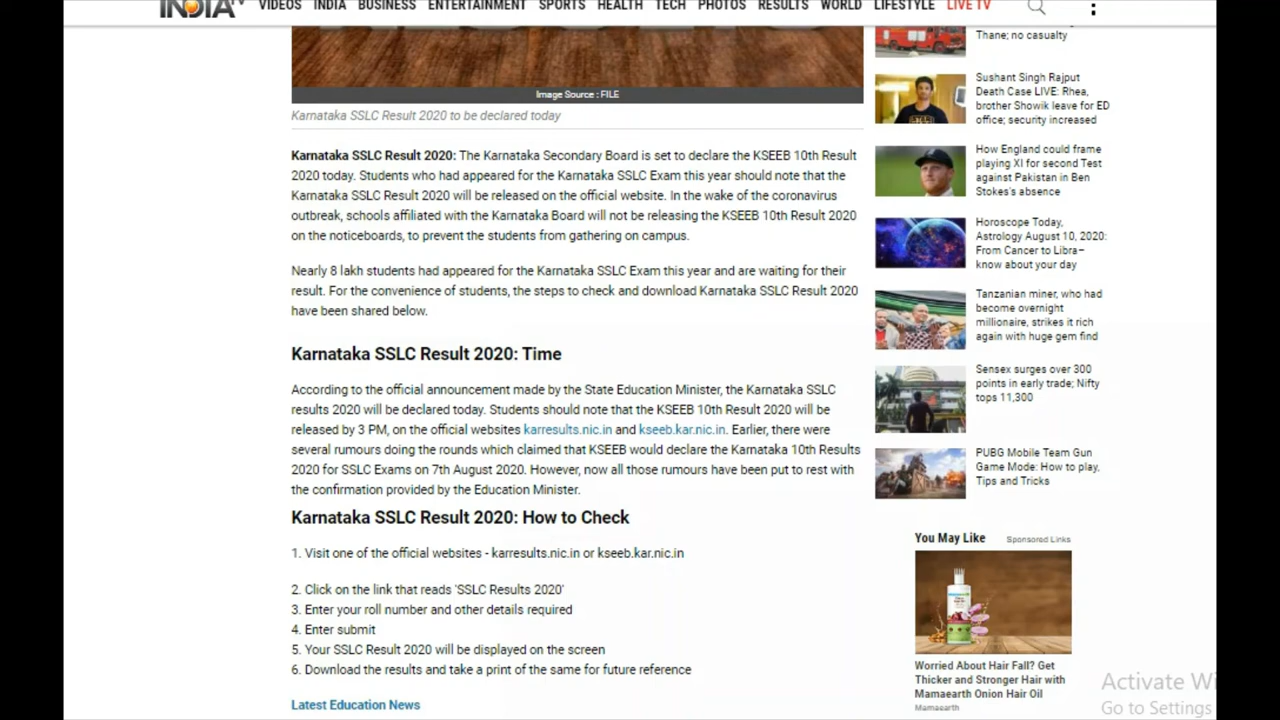 INDIA TV VIDEOS INDIA BUSINESS ENTERTAINMENT SPORTS HEALTH TECH PHOTOS RESULTS WORLD LIFESTYLE LIVE TV
Image Source : FILE
Karnataka SSLC Result 2020 to be declared today
Karnataka SSLC Result 2020: The Karnataka Secondary Board is set to declare the KSEEB 10th Result
2020 today. Students who had appeared for the Karnataka SSLC Exam this year should note that the
Karnataka SSLC Result 2020 will be released on the official website. In the wake of the coronavirus
outbreak, schools affiliated with the Karnataka Board will not be releasing the KSEEB 10th Result 2020
on the noticeboards, to prevent the students from gathering on campus.
Nearly 8 lakh students had appeared for the Karnataka SSLC Exam this year and are waiting for their
result. For the convenience of students, the steps to check and download Karnataka SSLC Result 2020
have been shared below.
Karnataka SSLC Result 2020: Time
According to the official announcement made by the State Education Minister, the Karnataka SSLC
results 2020 will be declared today. Students should note that the KSEEB 10th Result 2020 will be
released by 3 PM, on the official websites karresults.nic.in and kseeb.kar.nic.in. Earlier, there were
several rumours doing the rounds which claimed that KSEEB would declare the Karnataka 10th Results
2020 for SSLC Exams on 7th August 2020. However, now all those rumours have been put to rest with
the confirmation provided by the Education Minister.
Karnataka SSLC Result 2020: How to Check
1. Visit one of the official websites - karresults.nic.in or kseeb.kar.nic.in
2. Click on the link that reads 'SSLC Results 2020'
3. Enter your roll number and other details required
4. Enter submit
5. Your SSLC Result 2020 will be displayed on the screen
6. Download the results and take a print of the same for future reference
Latest Education News
Thane; no casualty
Sushant Singh Rajput
Death Case LIVE: Rhea,
brother Showik leave for ED
office; security increased
How England could frame
playing XI for second Test
against Pakistan in Ben
Stokes's absence
Horoscope Today,
Astrology August 10, 2020:
From Cancer to Libra–
know about your day
Tanzanian miner, who had
become overnight
millionaire, strikes it rich
again with huge gem find
Sensex surges over 300
points in early trade; Nifty
tops 11,300
PUBG Mobile Team Gun
Game Mode: How to play,
Tips and Tricks
You May Like Sponsored Links
Worried About Hair Fall? Get
Thicker and Stronger Hair with
Mamaearth Onion Hair Oil
Mamaearth
Activate Wi
Go to Settings